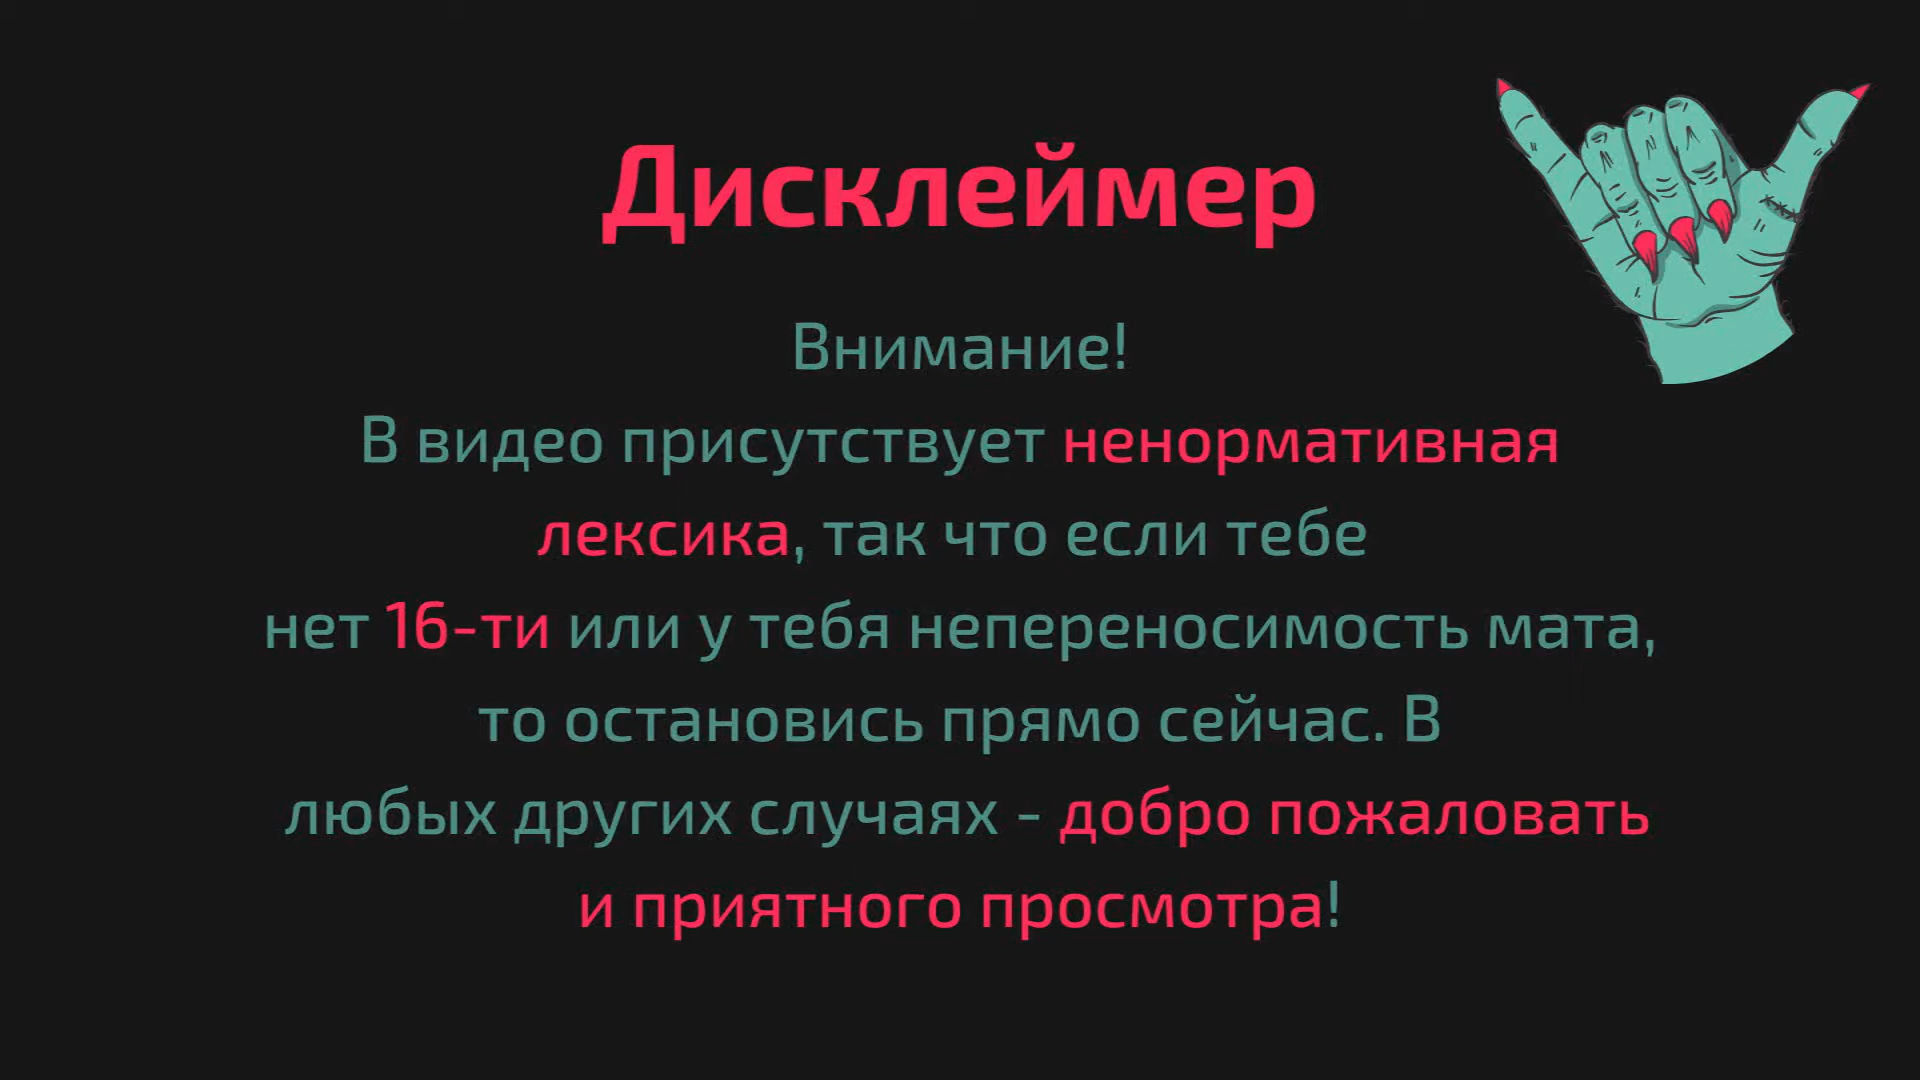 Дисклеймер
Внимание!
В видео присутствует ненормативная
лексика, так что если тебе
нет 16-ти или у тебя непереносимость мата,
то остановись прямо сейчас. В
любых других случаях - добро пожаловать
и приятного просмотра!